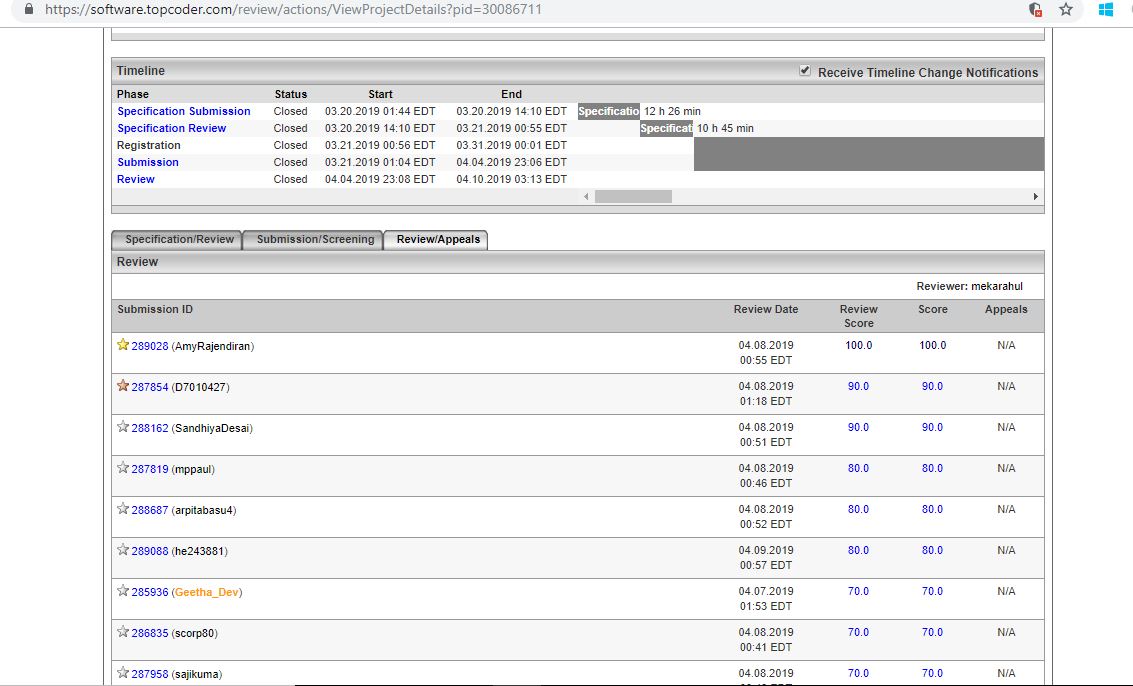 https://software.topcoder.com/review/actions/ViewProjectDetails?pid=30086711
Timeline
Receive Timeline Change Notifications
Phase Status Start End
Specification Submission Closed 03.20.2019 01:44 EDT 03.20.2019 14:10 EDT Specificatio 12 h 26 min
Specification Review Closed 03.20.2019 14:10 EDT 03.21.2019 00:55 EDT Specificat 10 h 45 min
Registration Closed 03.21.2019 00:56 EDT 03.31.2019 00:01 EDT
Submission Closed 03.21.2019 01:04 EDT 04.04.2019 23:06 EDT
Review Closed 04.04.2019 23:08 EDT 04.10.2019 03:13 EDT
Specification/Review Submission/Screening Review/Appeals
Review
Reviewer: mekarahul
Submission ID Review Date Review Score Appeals
Score
289028 (AmyRajendiran) 04.08.2019 100.0 100.0 N/A
00:55 EDT
287854 (D7010427) 04.08.2019 90.0 90.0 N/A
01:18 EDT
288162 (SandhiyaDesai) 04.08.2019 90.0 90.0 N/A
00:51 EDT
287819 (mppaul) 04.08.2019 80.0 80.0 N/A
00:46 EDT
288687 (arpitabasu4) 04.08.2019 80.0 80.0 N/A
00:52 EDT
289088 (he243881) 04.09.2019 80.0 80.0 N/A
00:57 EDT
285936 (Geetha_Dev) 04.07.2019 70.0 70.0 N/A
01:53 EDT
286835 (scorp80) 04.08.2019 70.0 70.0 N/A
00:41 EDT
287958 (sajikuma) 04.08.2019 70.0 70.0 N/A